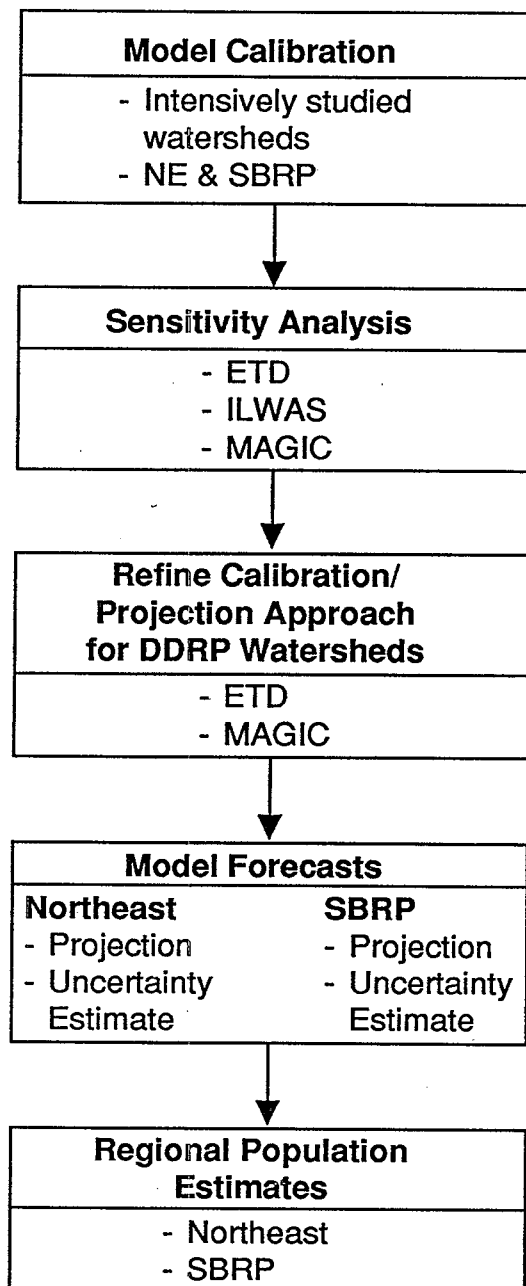 Model Calibration
- Intensively studied
watersheds
- NE & SBRP
Sensitivity Analysis
- ETD
- ILWAS
- MAGIC
Refine Calibration/
Projection Approach
for DDRP Watersheds
- ETD
- MAGIC
Model Forecasts
Northeast
- Projection
- Uncertainty
Estimate
SBRP
- Projection
- Uncertainty
Estimate
Regional Population
Estimates
- Northeast
- SBRP